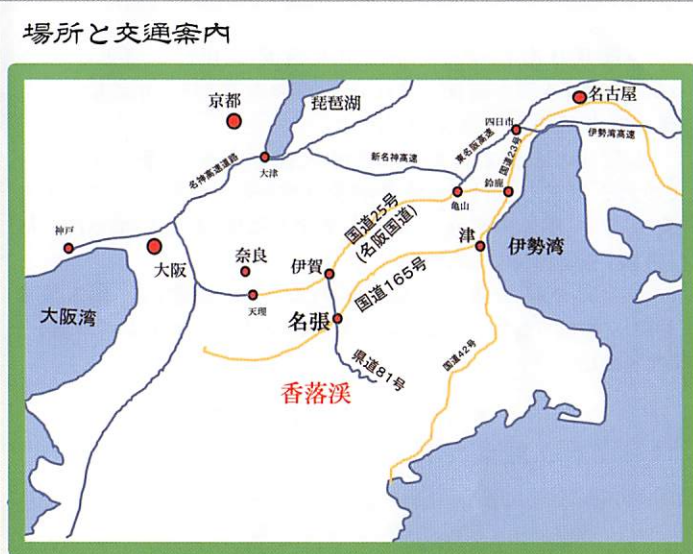 場所と交通案内
京都
琵琶湖
名古屋
四日市
伊勢湾高速
東名阪高速
国道23号
新名神高速
名神高速道路
大津
鈴鹿
亀山
神戸
大阪
奈良
国道25号
(名阪国道)
伊賀
津
伊勢湾
天理
国道165号
大阪湾
名張
県道81号
国道42号
香落渓